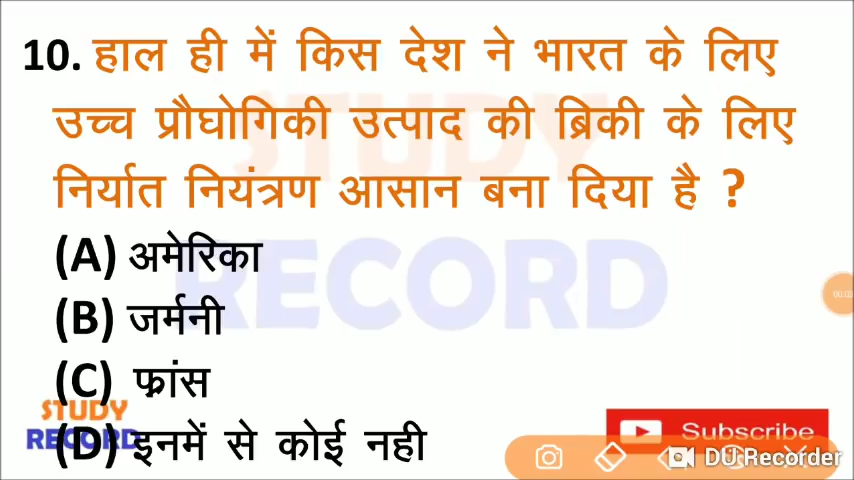 10. हाल ही में किस देश ने भारत के लिए
उच्च प्रौघोगिकी उत्पाद की ब्रिकी के लिए
निर्यात नियंत्रण आसान बना दिया है ?
STUDY
RECORD
(A) अमेरिका
(B) जर्मनी
(C) फ्रांस
(D) इनमें से कोई नही
STUDY
RECORD
Subscribe
DU Recorder